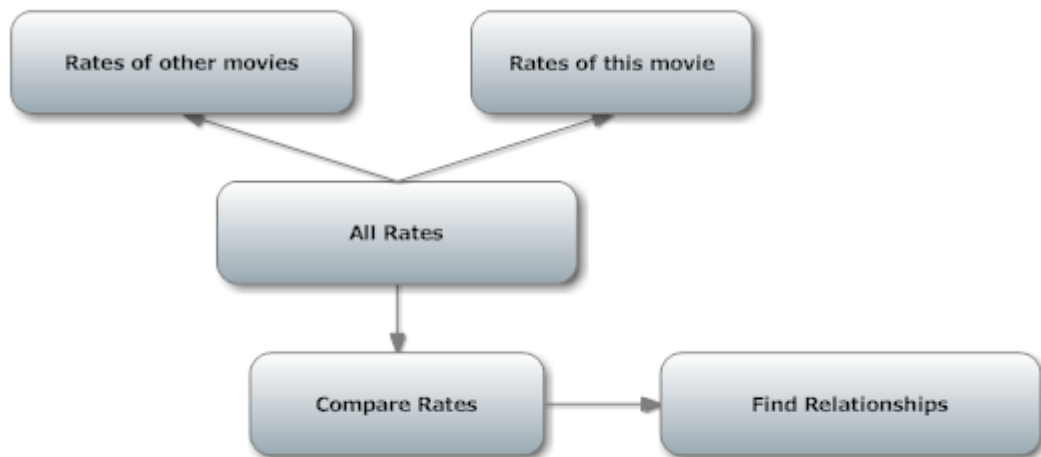 Rates of other movies
Rates of this movie
All Rates
Compare Rates
Find Relationships